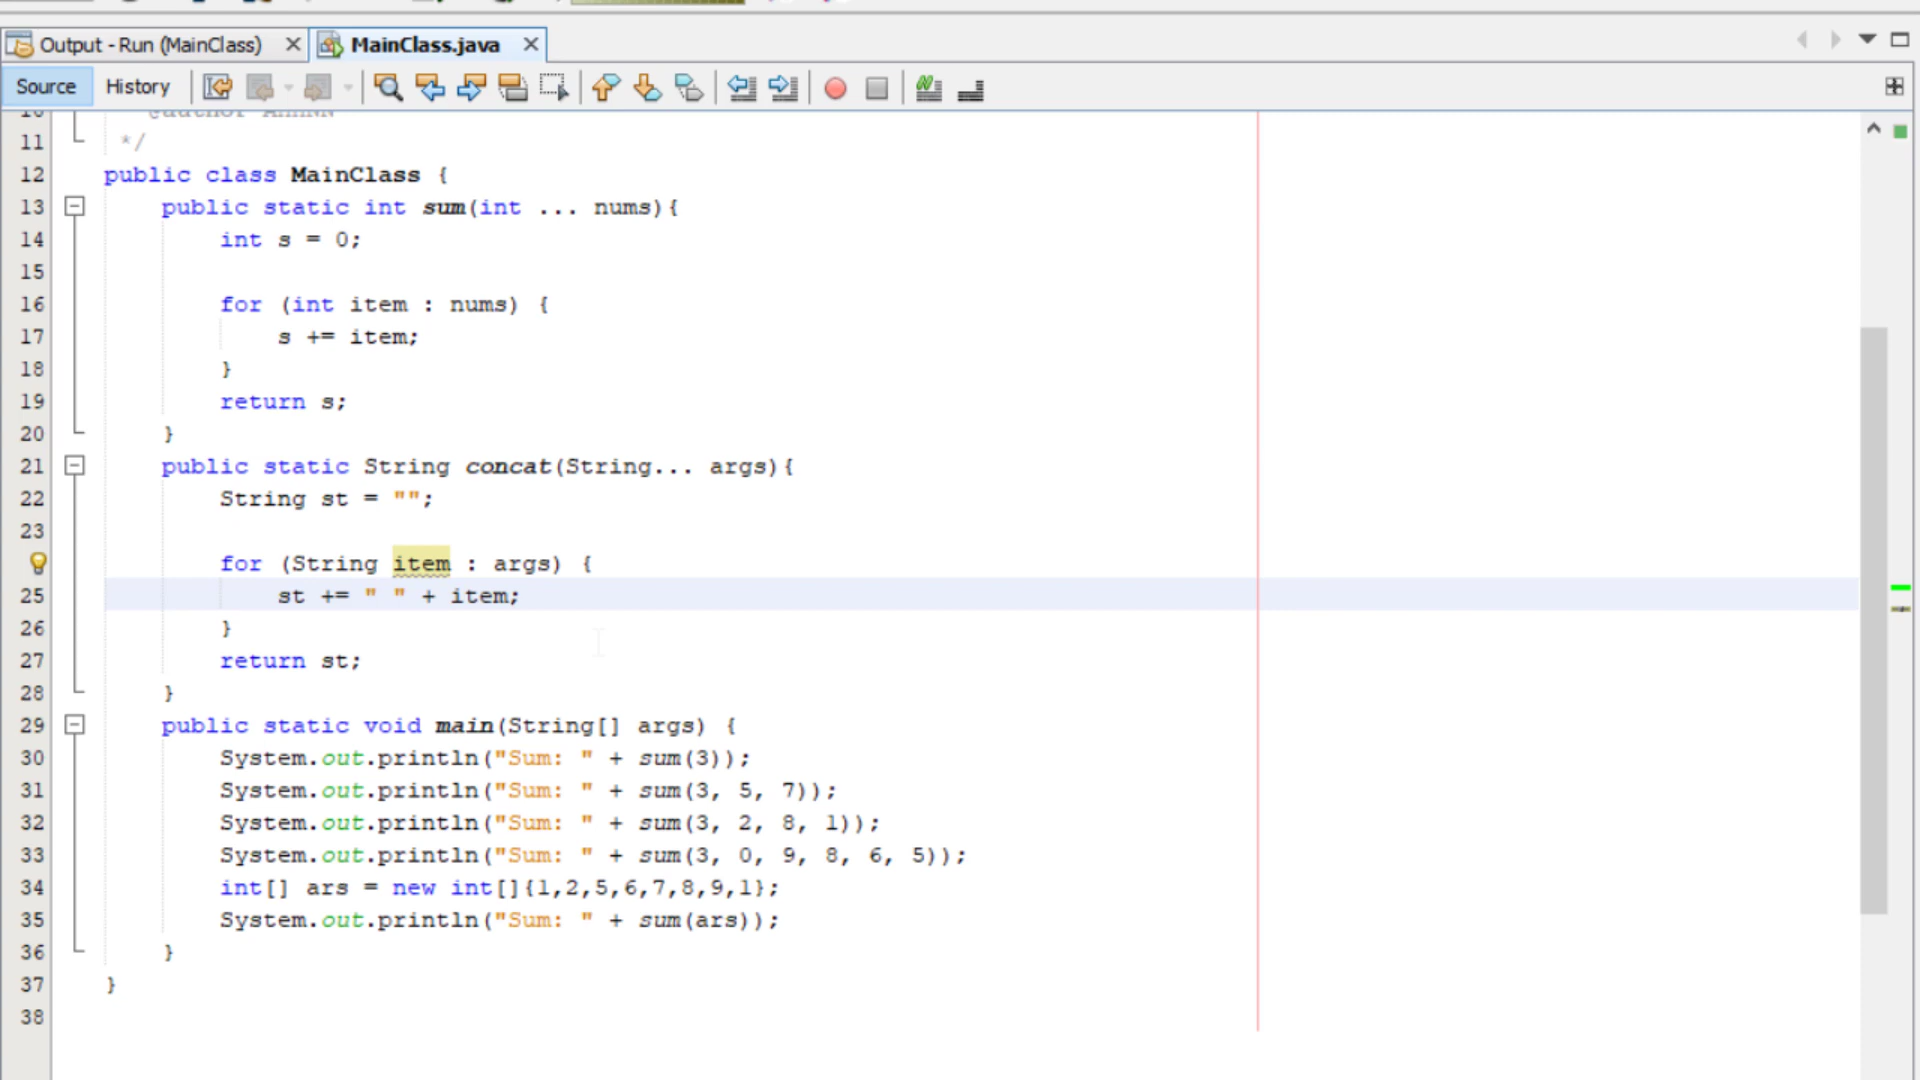 Output - Run (MainClass)
MainClass.java
Source
History
11 */
12 public class MainClass {
13 public static int sum(int ... nums){
14 int s = 0;
15
16 for (int item : nums) {
17 s += item;
18 }
19 return s;
20 }
21 public static String concat(String... args){
22 String st = "";
23
for (String item : args) {
25 st += " " + item;
26 }
27 return st;
28 }
29 public static void main(String[] args) {
30 System.out.println("Sum: " + sum(3));
31 System.out.println("Sum: " + sum(3, 5, 7));
32 System.out.println("Sum: " + sum(3, 2, 8, 1));
33 System.out.println("Sum: " + sum(3, 0, 9, 8, 6, 5));
34 int[] ars = new int[]{1,2,5,6,7,8,9,1};
35 System.out.println("Sum: " + sum(ars));
36 }
37 }
38